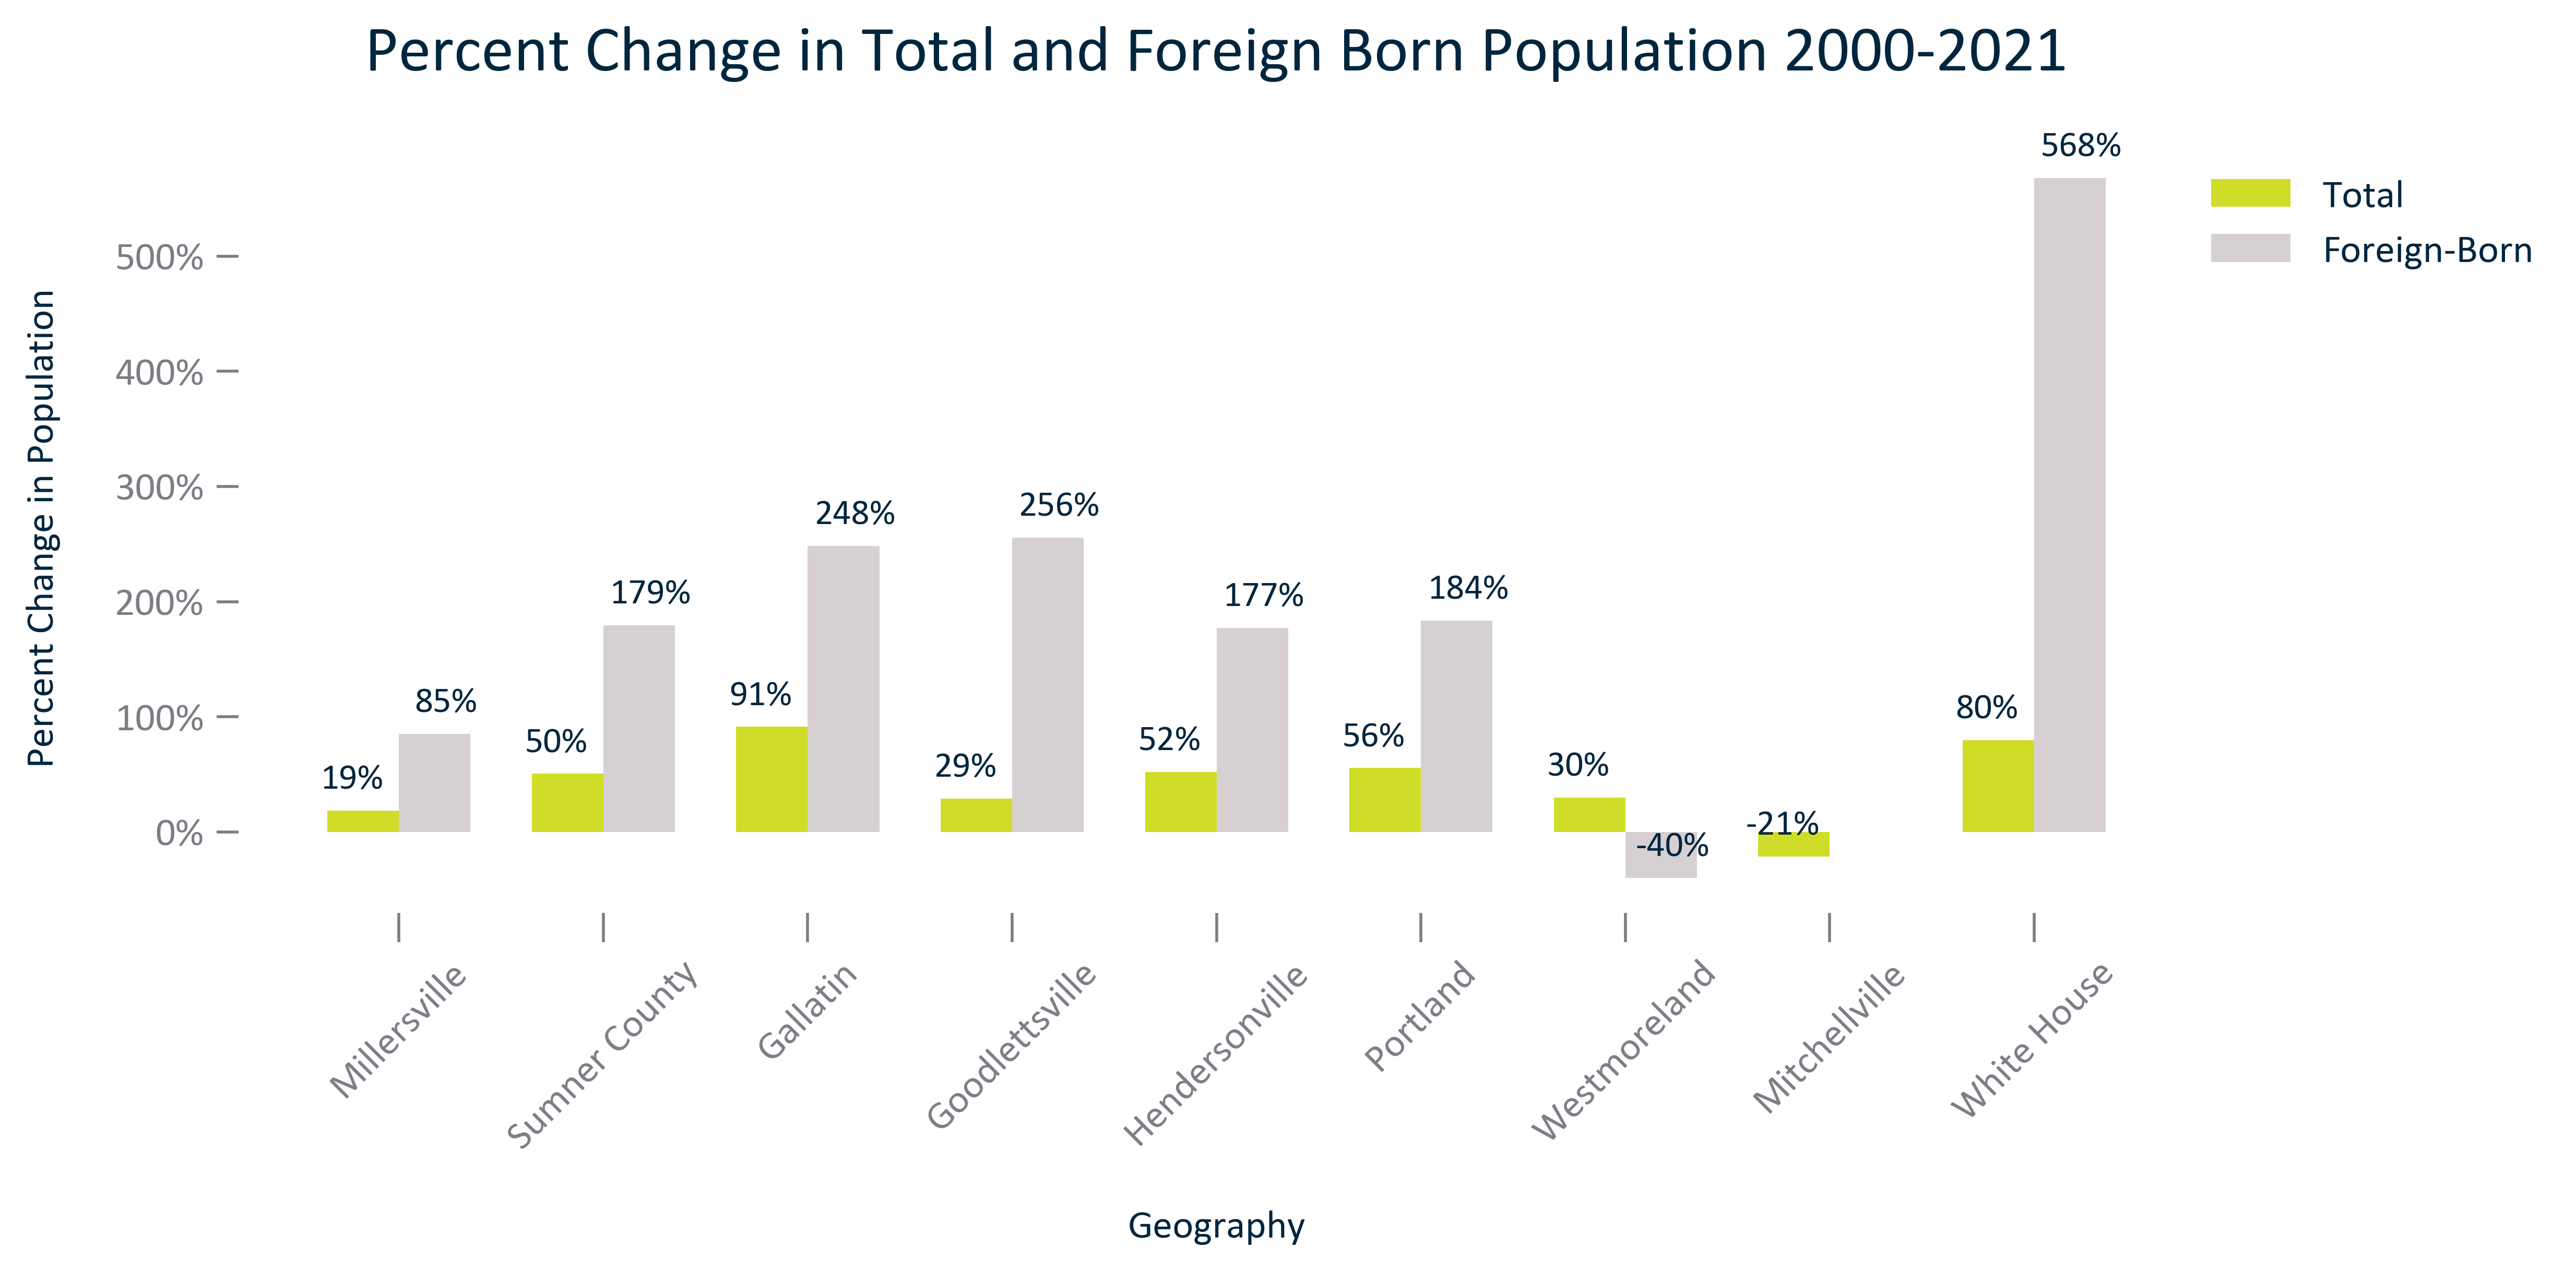 Percent Change in Total and Foreign Born Population 2000-2021
Total
Foreign-Born
Percent Change in Population
500%
400%
300%
200%
100%
0%
19%
85%
50%
179%
91%
248%
29%
256%
52%
177%
56%
184%
30%
-40%
-21%
80%
568%
Millersville
Sumner County
Gallatin
Goodlettsville
Hendersonville
Portland
Westmoreland
Mitchellville
White House
Geography